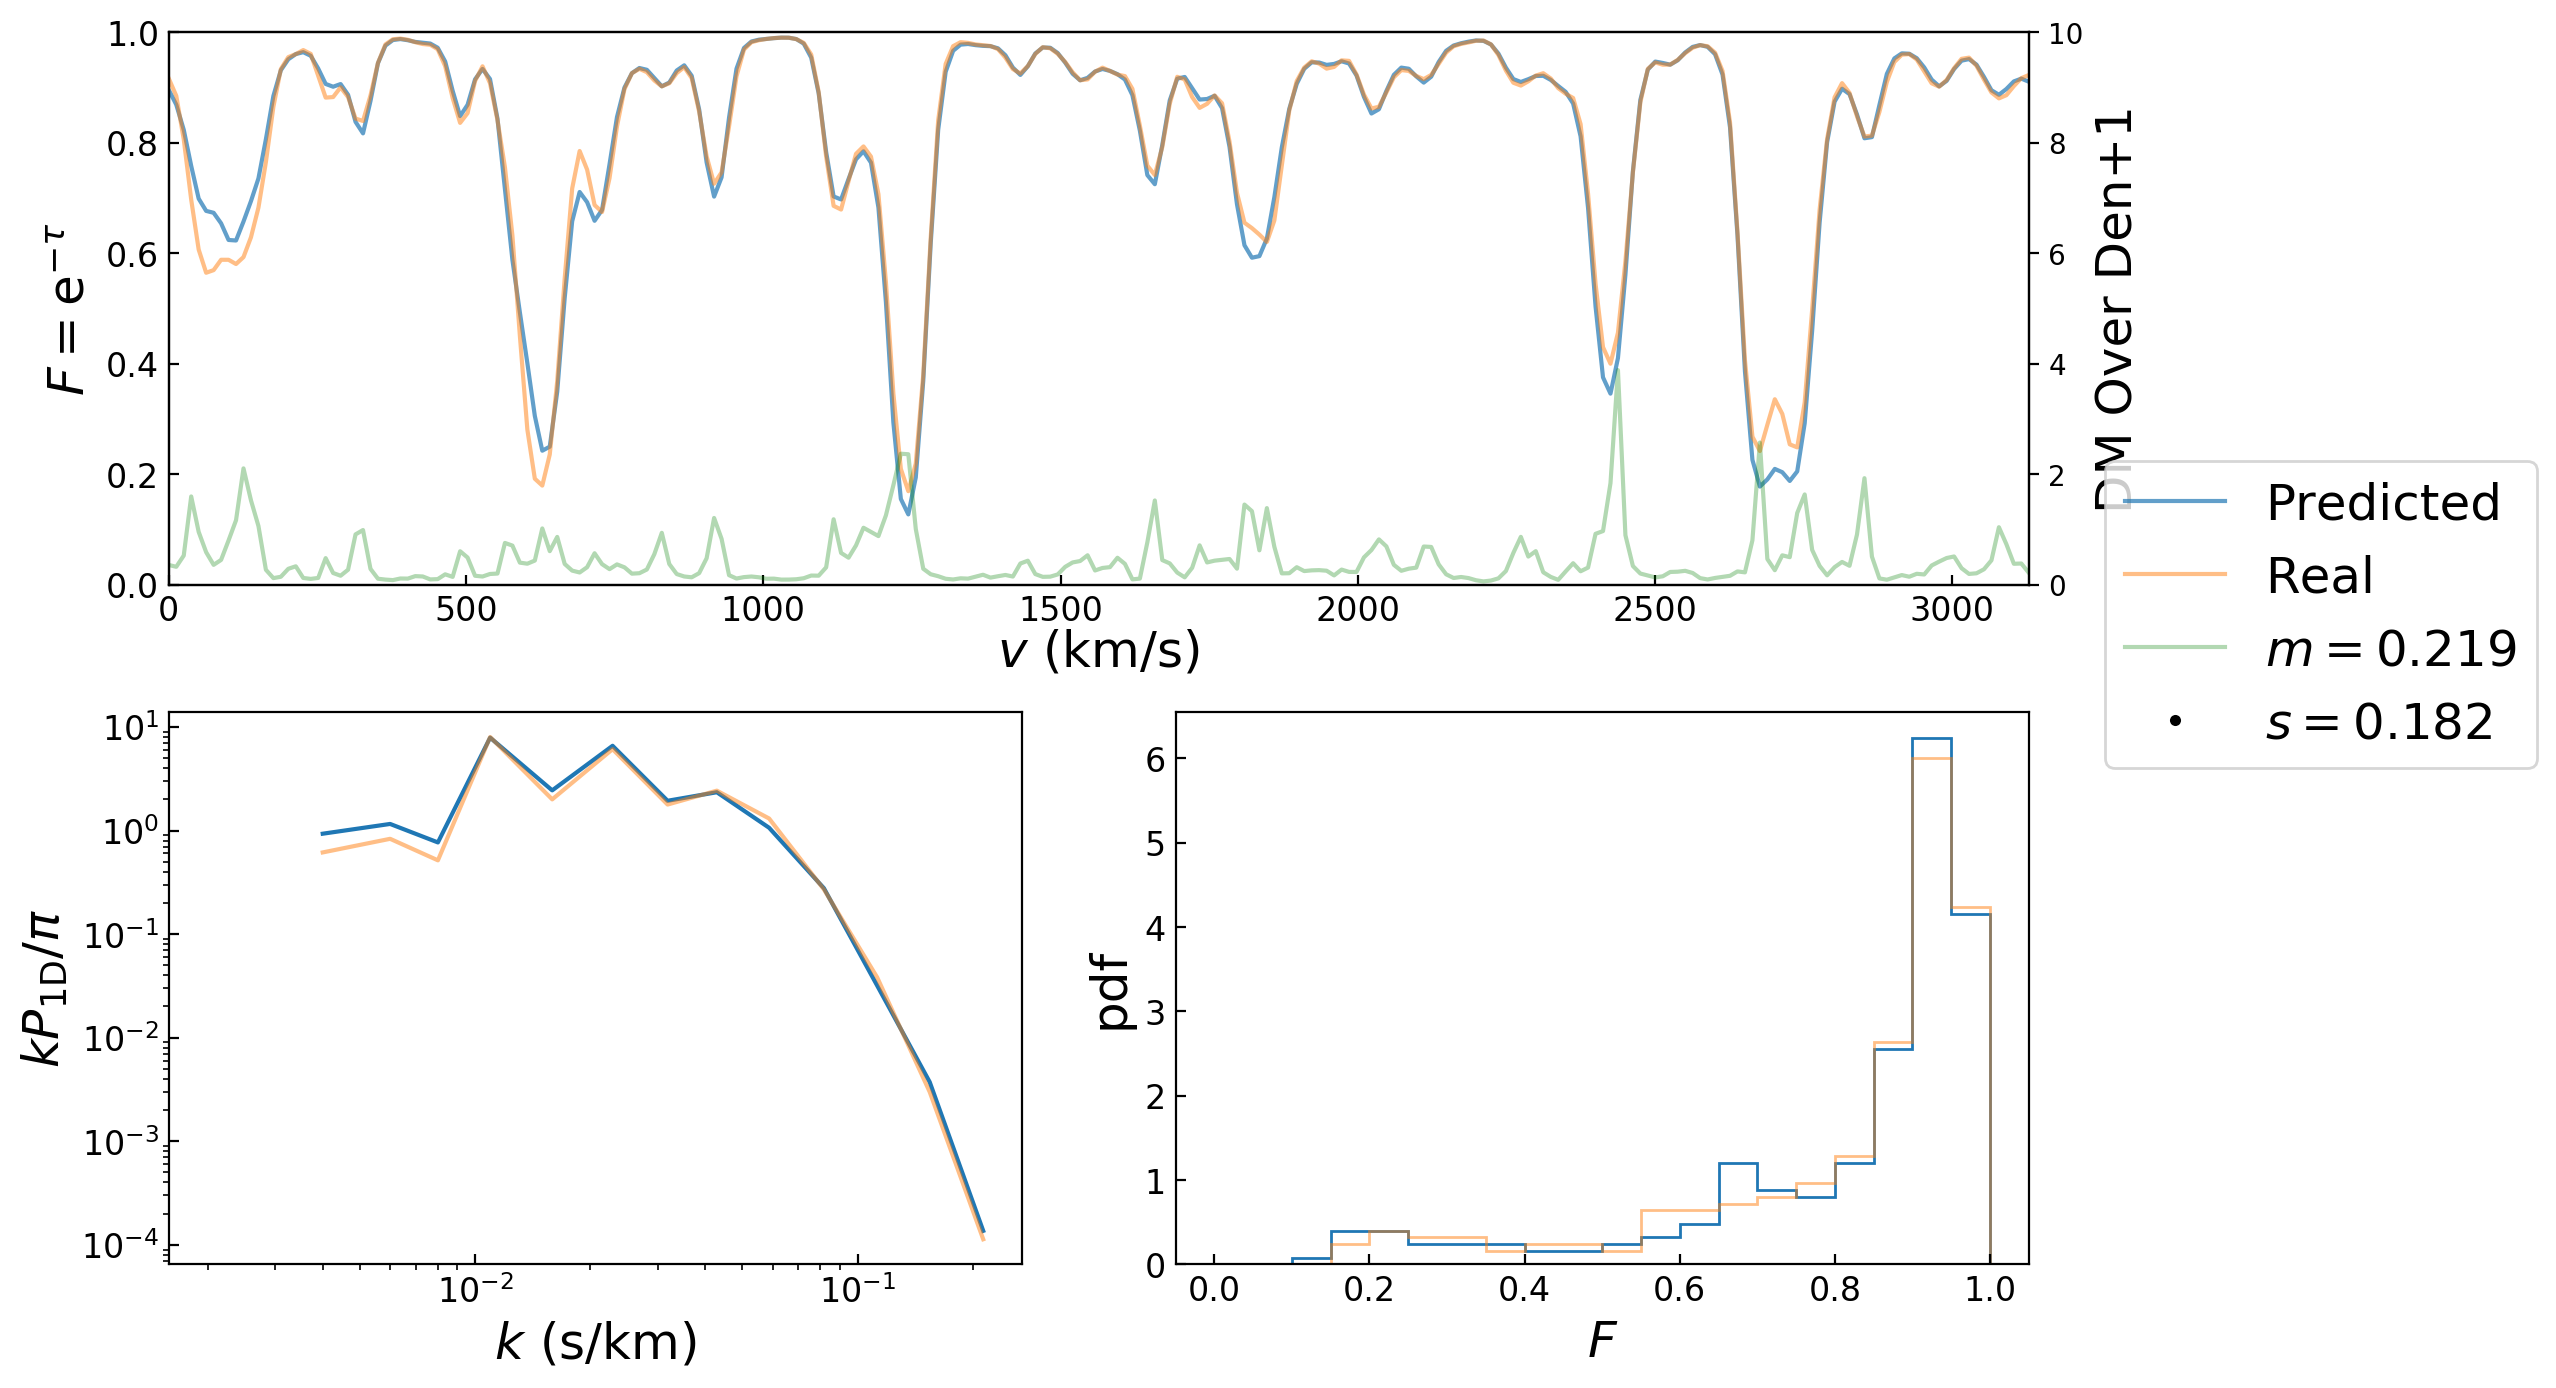 1.0
0.8
0.6
0.4
0.2
0.0
F = e^{−τ}
10
8
6
4
2
0
DM Over Den+1
0 500 1000 1500 2000 2500 3000
v (km/s)
Predicted
Real
m = 0.219
s = 0.182
10^1
10^0
10^{−1}
10^{−2}
10^{−3}
10^{−4}
kP_{1D}/π
10^{−2} 10^{−1}
k (s/km)
6
5
4
3
2
1
0
pdf
0.0 0.2 0.4 0.6 0.8 1.0
F